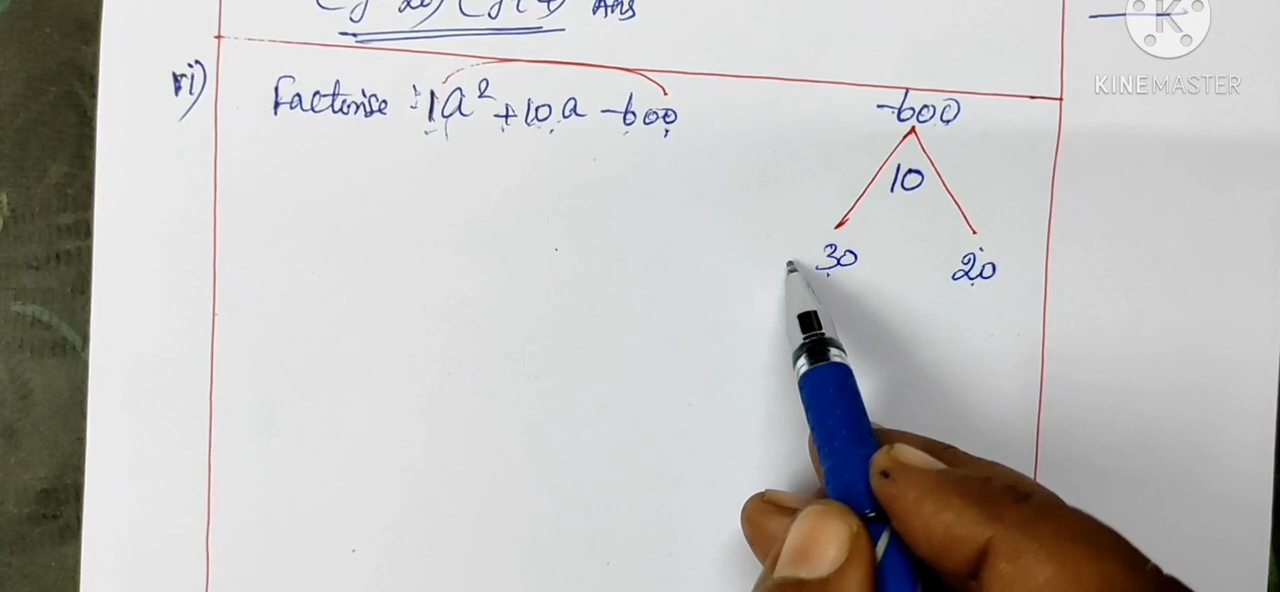 Ans
vi) Factorise : 1a² + 10a - 600
-600
10
30 20
K
KINEMASTER